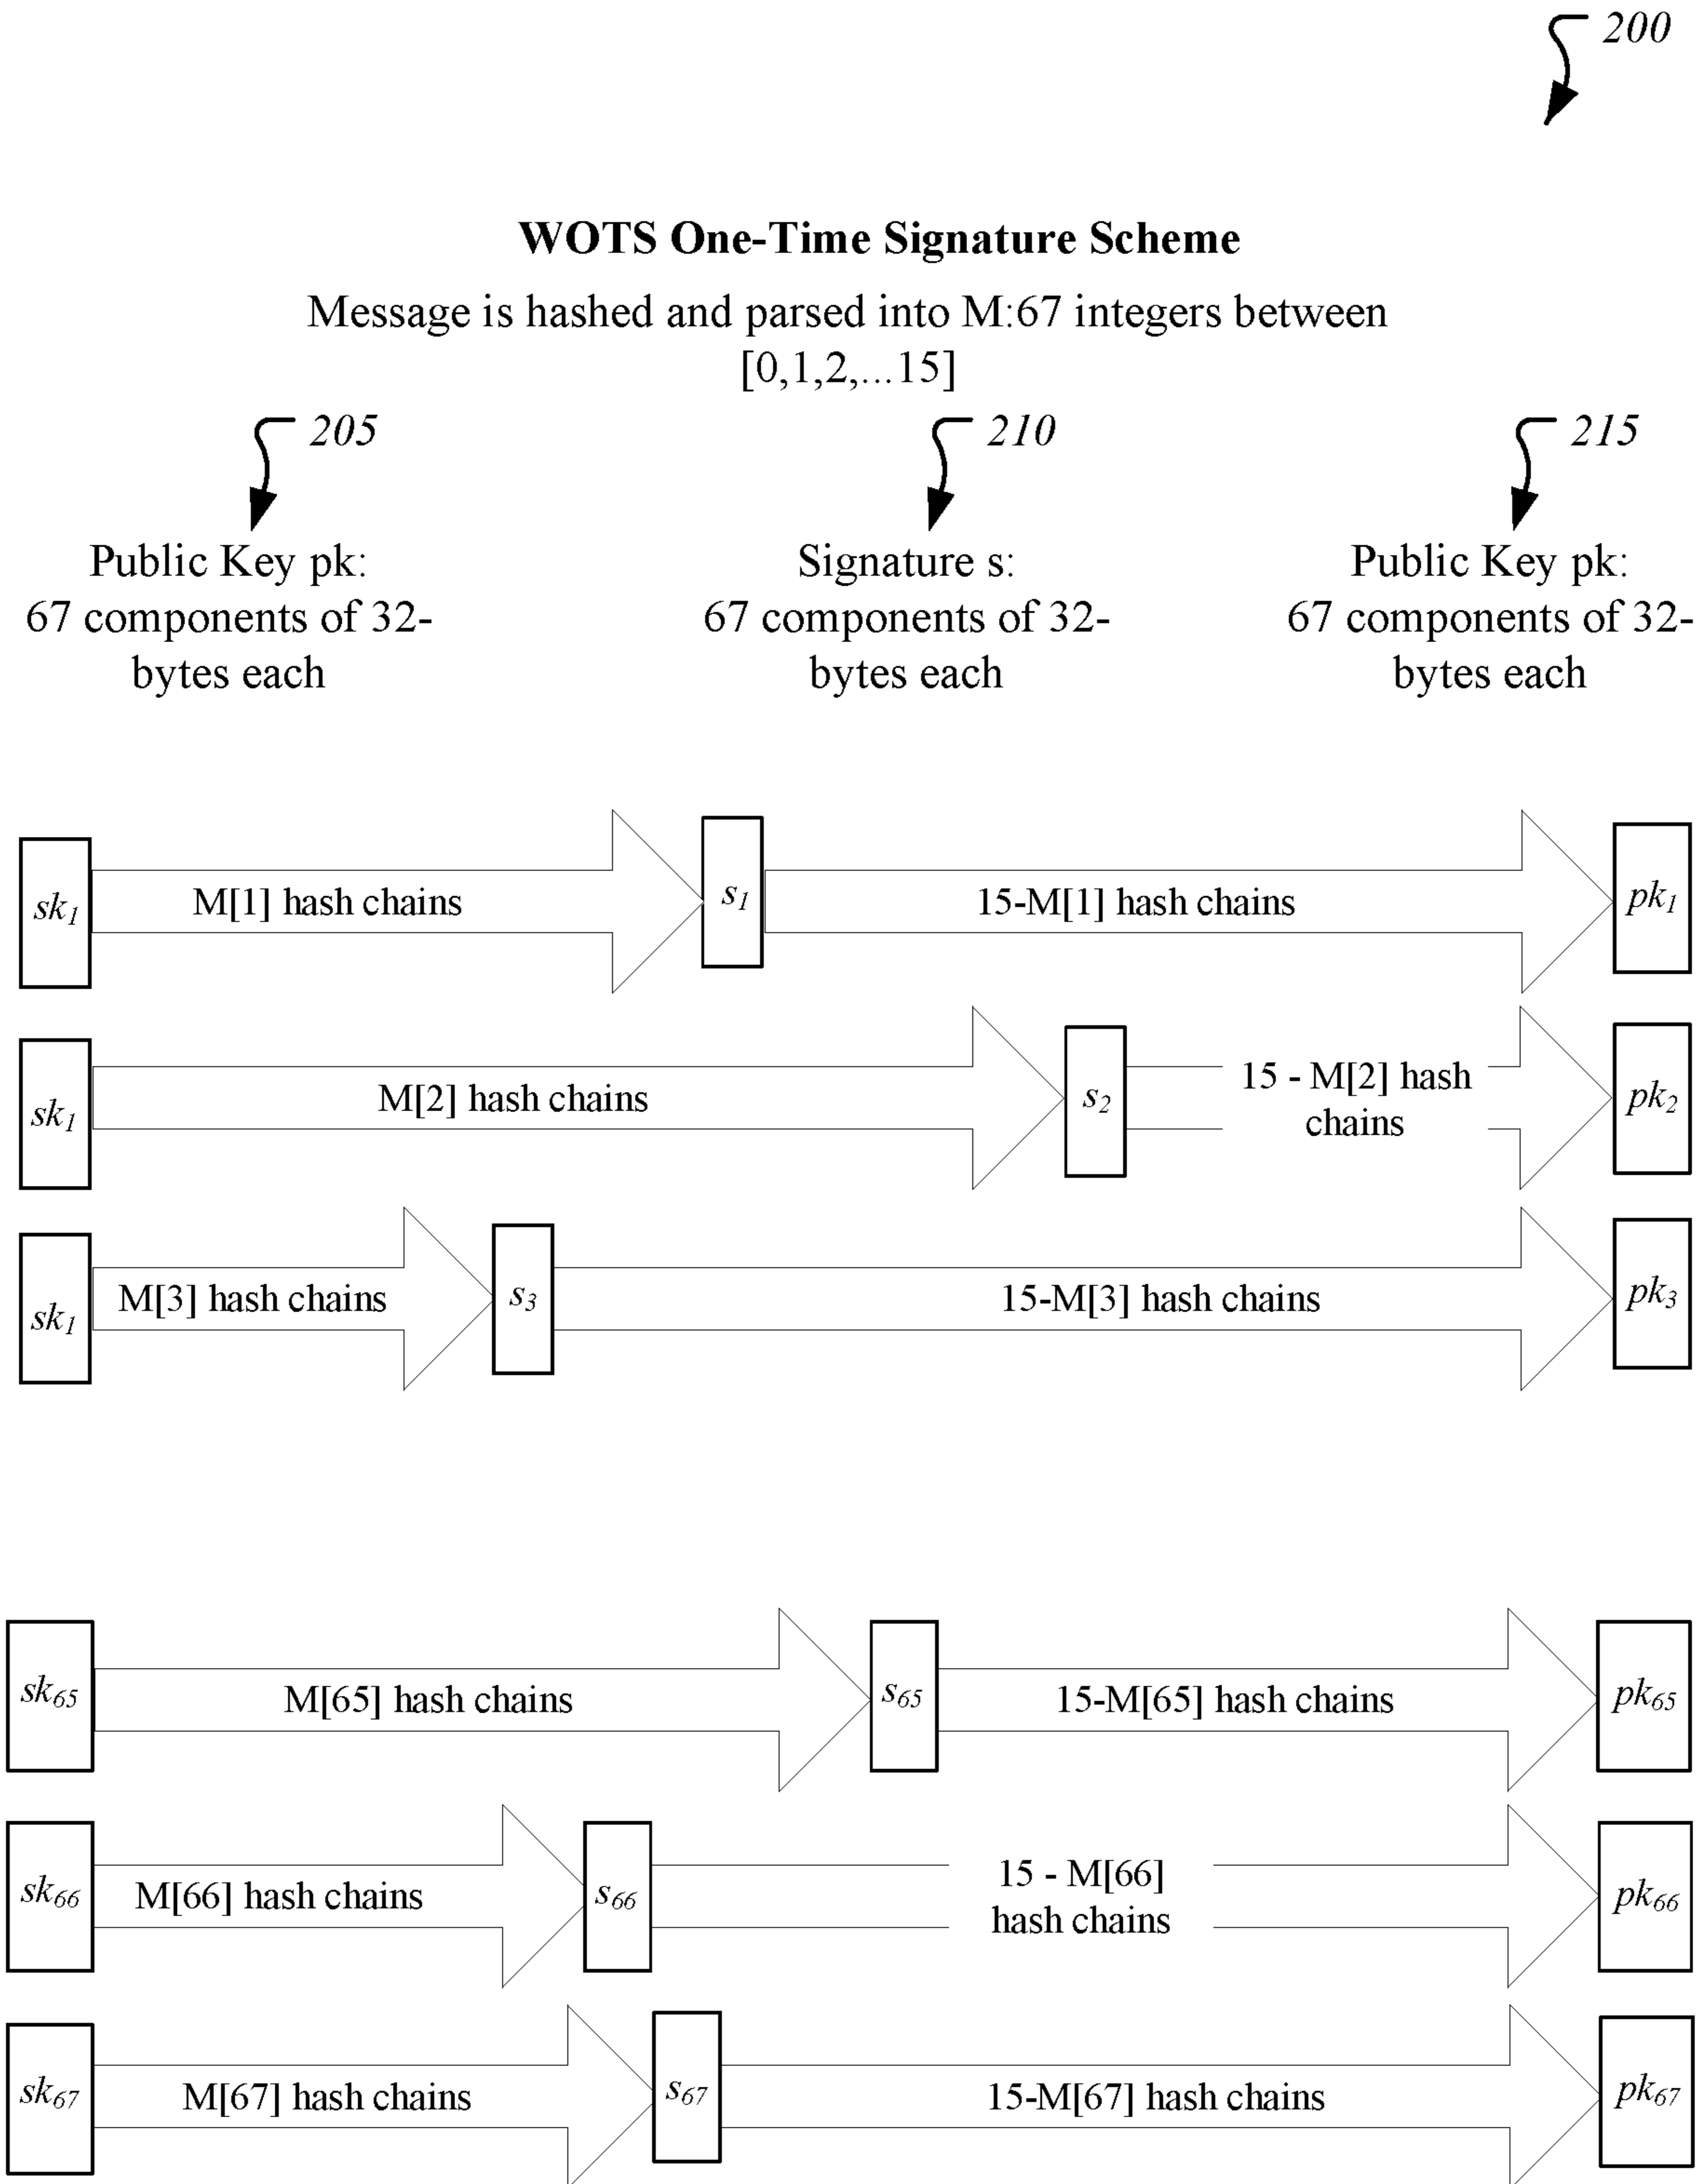 200
WOTS One-Time Signature Scheme
Message is hashed and parsed into M:67 integers between
[0,1,2,...15]
205
210
215
Public Key pk:
67 components of 32-
bytes each
Signature s:
67 components of 32-
bytes each
Public Key pk:
67 components of 32-
bytes each
sk1
M[1] hash chains
s1
15-M[1] hash chains
pk1
sk1
M[2] hash chains
s2
15 - M[2] hash
chains
pk2
sk1
M[3] hash chains
s3
15-M[3] hash chains
pk3
sk65
M[65] hash chains
s65
15-M[65] hash chains
pk65
sk66
M[66] hash chains
s66
15 - M[66]
hash chains
pk66
sk67
M[67] hash chains
s67
15-M[67] hash chains
pk67